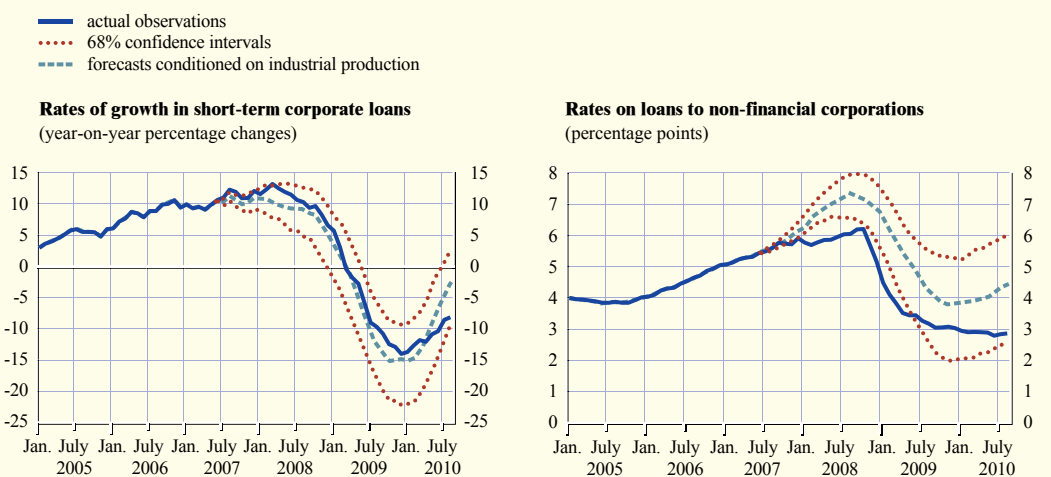 actual observations
68% confidence intervals
forecasts conditioned on industrial production
Rates of growth in short-term corporate loans
(year-on-year percentage changes)
15 15
10 10
5 5
0 0
-5 -5
-10 -10
-15 -15
-20 -20
-25 -25
Jan. July Jan. July Jan. July Jan. July Jan. July Jan. July
2005 2006 2007 2008 2009 2010
Rates on loans to non-financial corporations
(percentage points)
8 8
7 7
6 6
5 5
4 4
3 3
2 2
1 1
0 0
Jan. July Jan. July Jan. July Jan. July Jan. July Jan. July
2005 2006 2007 2008 2009 2010